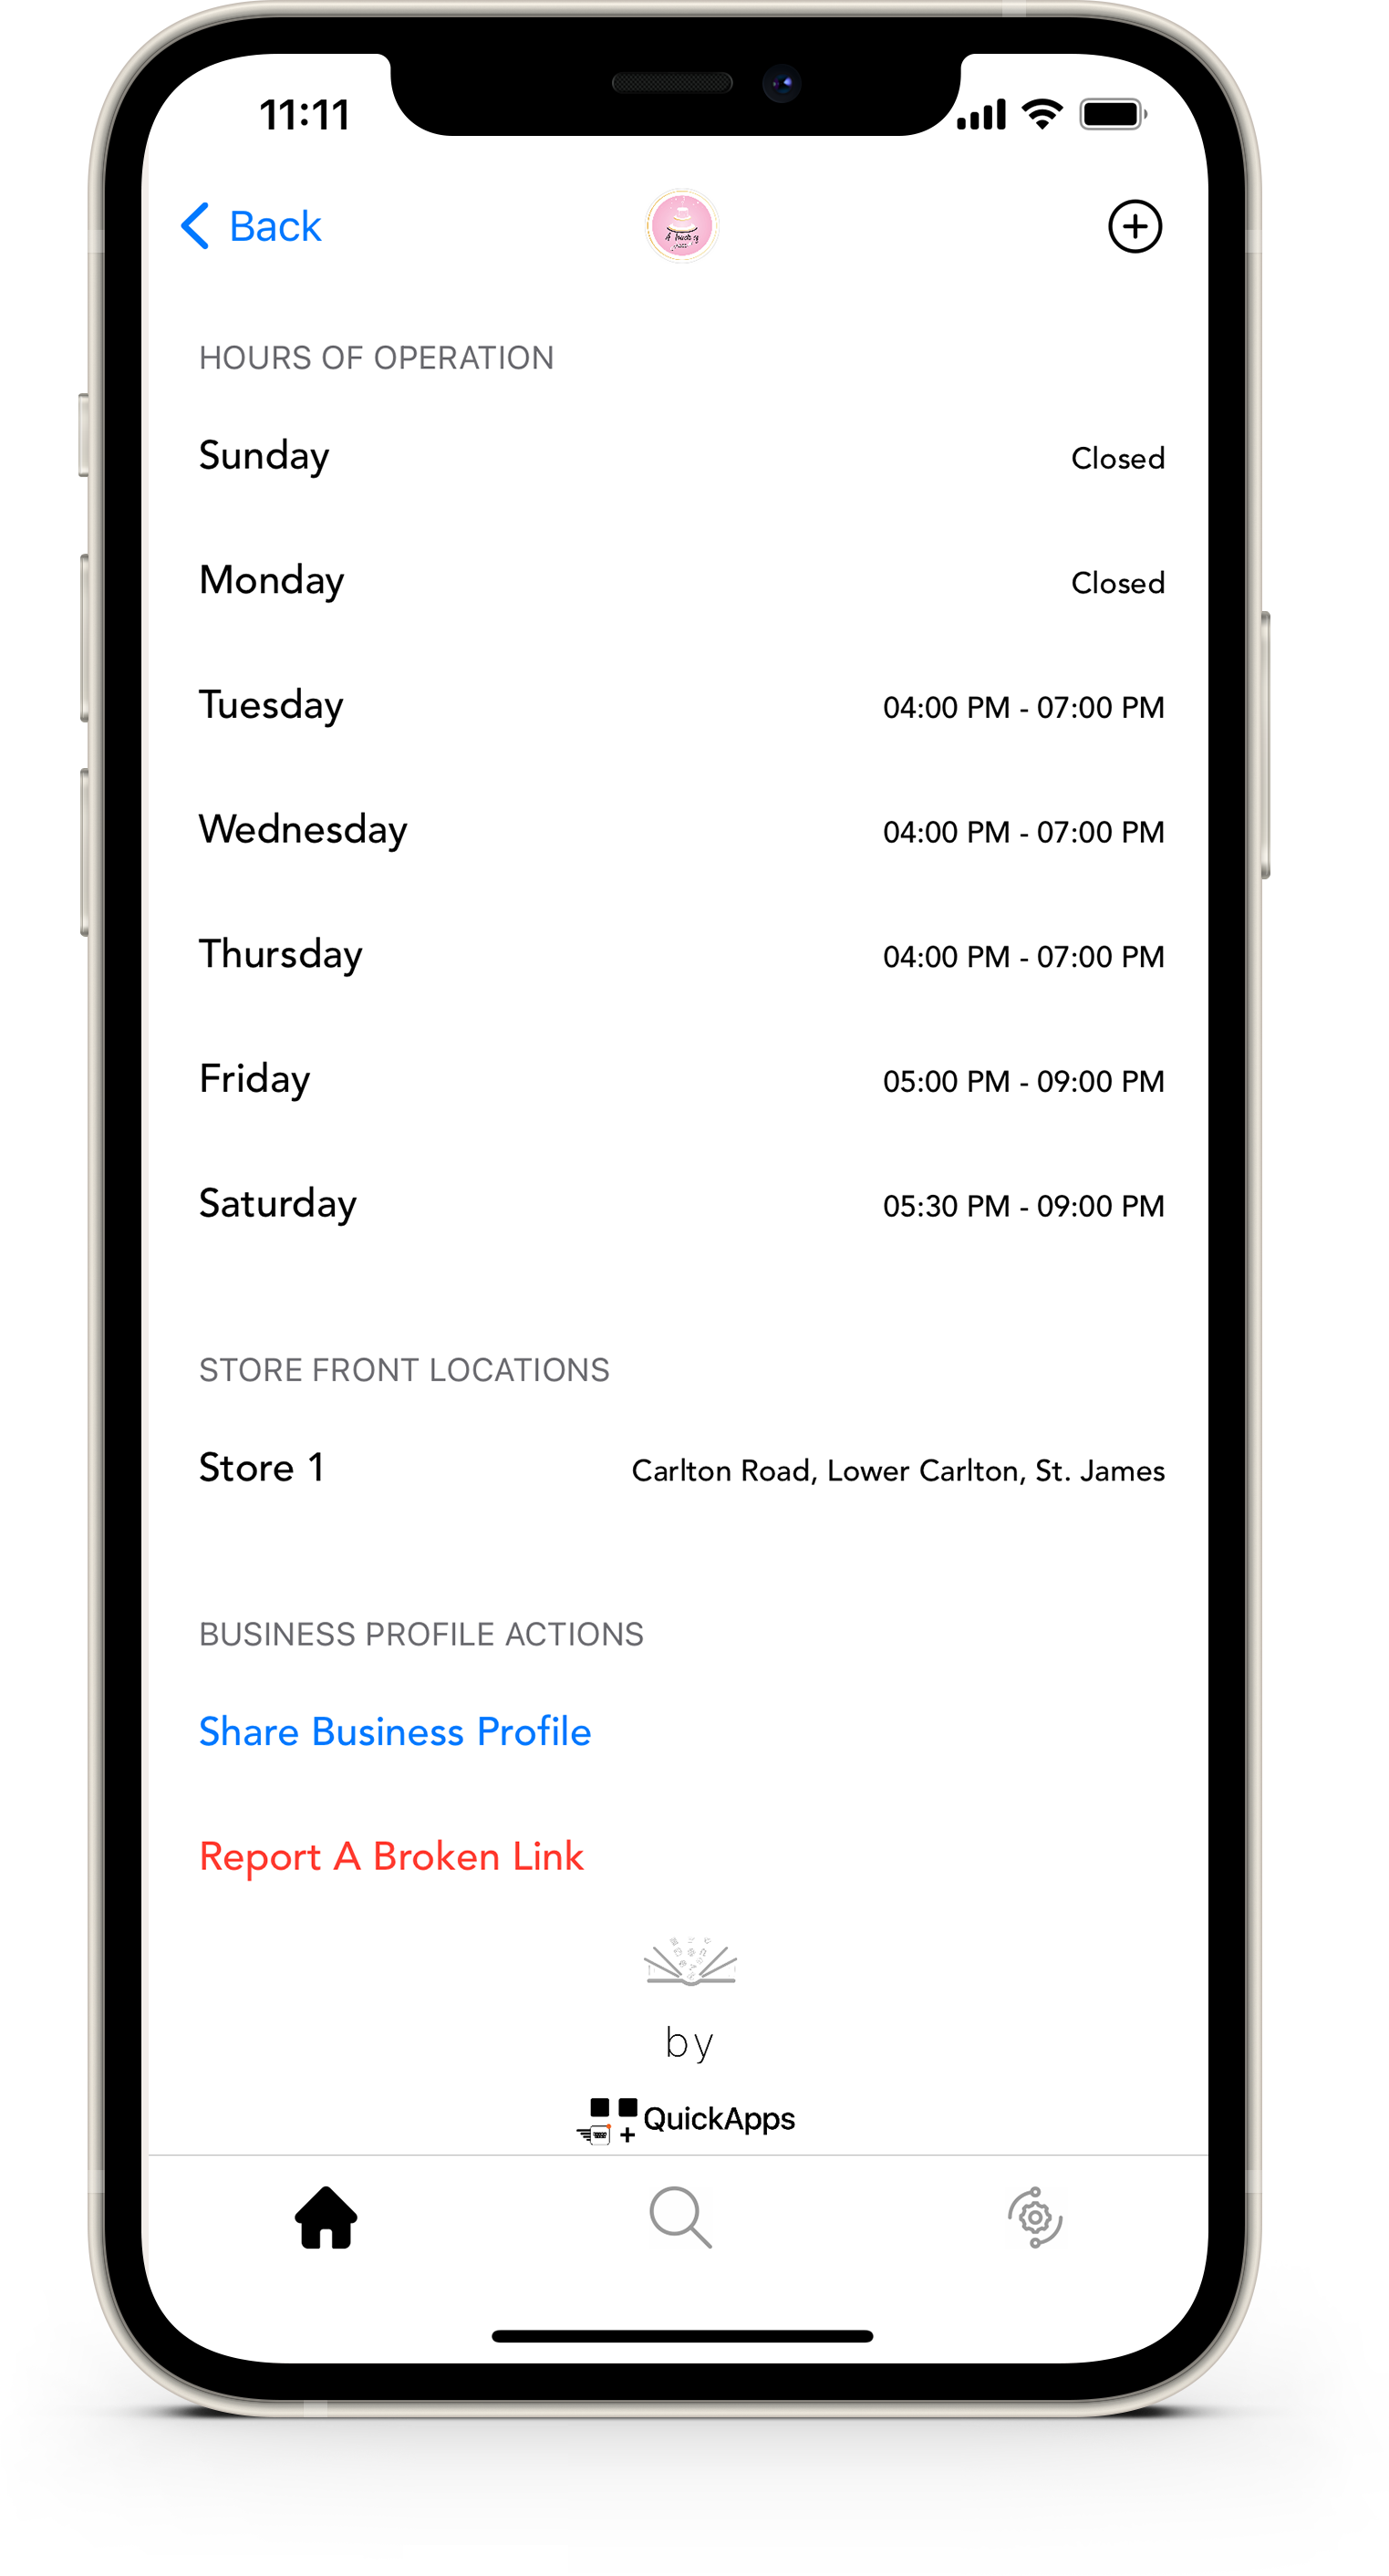 11:11
Back
HOURS OF OPERATION
Sunday Closed
Monday Closed
Tuesday 04:00 PM - 07:00 PM
Wednesday 04:00 PM - 07:00 PM
Thursday 04:00 PM - 07:00 PM
Friday 05:00 PM - 09:00 PM
Saturday 05:30 PM - 09:00 PM
STORE FRONT LOCATIONS
Store 1 Carlton Road, Lower Carlton, St. James
BUSINESS PROFILE ACTIONS
Share Business Profile
Report A Broken Link
by
QuickApps